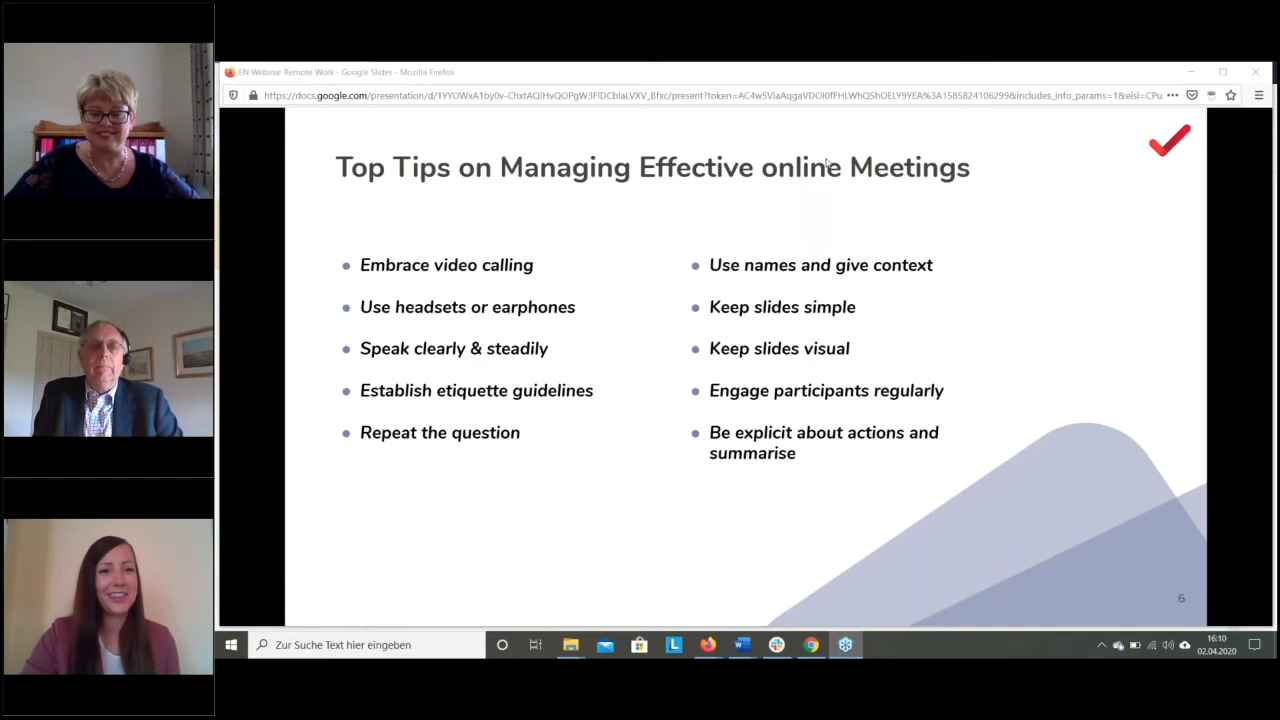 EN Webinar Remote Work - Google Slides - Mozilla Firefox
Top Tips on Managing Effective online Meetings
Embrace video calling
Use headsets or earphones
Speak clearly & steadily
Establish etiquette guidelines
Repeat the question
Use names and give context
Keep slides simple
Keep slides visual
Engage participants regularly
Be explicit about actions and
summarise
6
Zur Suche Text hier eingeben
16:10
02.04.2020